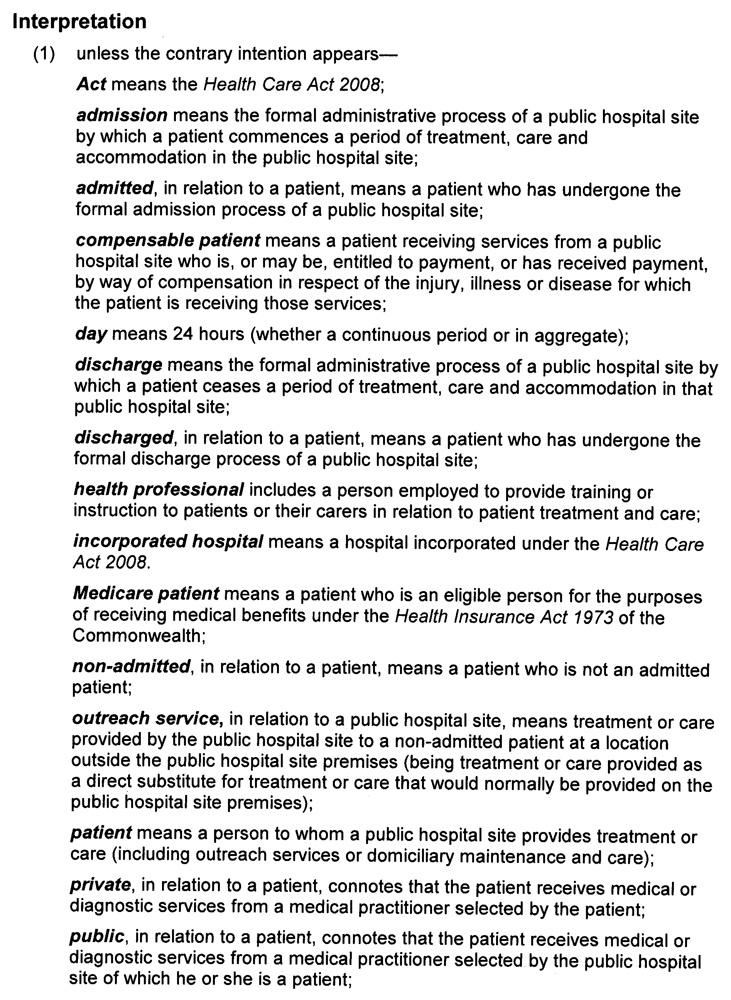 Interpretation
(1) unless the contrary intention appears—
Act means the Health Care Act 2008;
admission means the formal administrative process of a public hospital site
by which a patient commences a period of treatment, care and
accommodation in the public hospital site;
admitted, in relation to a patient, means a patient who has undergone the
formal admission process of a public hospital site;
compensable patient means a patient receiving services from a public
hospital site who is, or may be, entitled to payment, or has received payment,
by way of compensation in respect of the injury, illness or disease for which
the patient is receiving those services;
day means 24 hours (whether a continuous period or in aggregate);
discharge means the formal administrative process of a public hospital site by
which a patient ceases a period of treatment, care and accommodation in that
public hospital site;
discharged, in relation to a patient, means a patient who has undergone the
formal discharge process of a public hospital site;
health professional includes a person employed to provide training or
instruction to patients or their carers in relation to patient treatment and care;
incorporated hospital means a hospital incorporated under the Health Care
Act 2008.
Medicare patient means a patient who is an eligible person for the purposes
of receiving medical benefits under the Health Insurance Act 1973 of the
Commonwealth;
non-admitted, in relation to a patient, means a patient who is not an admitted
patient;
outreach service, in relation to a public hospital site, means treatment or care
provided by the public hospital site to a non-admitted patient at a location
outside the public hospital site premises (being treatment or care provided as
a direct substitute for treatment or care that would normally be provided on the
public hospital site premises);
patient means a person to whom a public hospital site provides treatment or
care (including outreach services or domiciliary maintenance and care);
private, in relation to a patient, connotes that the patient receives medical or
diagnostic services from a medical practitioner selected by the patient;
public, in relation to a patient, connotes that the patient receives medical or
diagnostic services from a medical practitioner selected by the public hospital
site of which he or she is a patient;